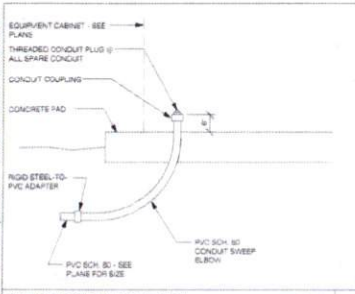 EQUIPMENT CABINET - SEE
PLANS
THREADED CONDUIT PLUG @
ALL SPARE CONDUIT
CONDUIT COUPLING
CONCRETE PAD
6"
RIGID STEEL-TO-
PVC ADAPTER
PVC SCH. 80
CONDUIT SWEEP
ELBOW
PVC SCH. 80 - SEE
PLANS FOR SIZE